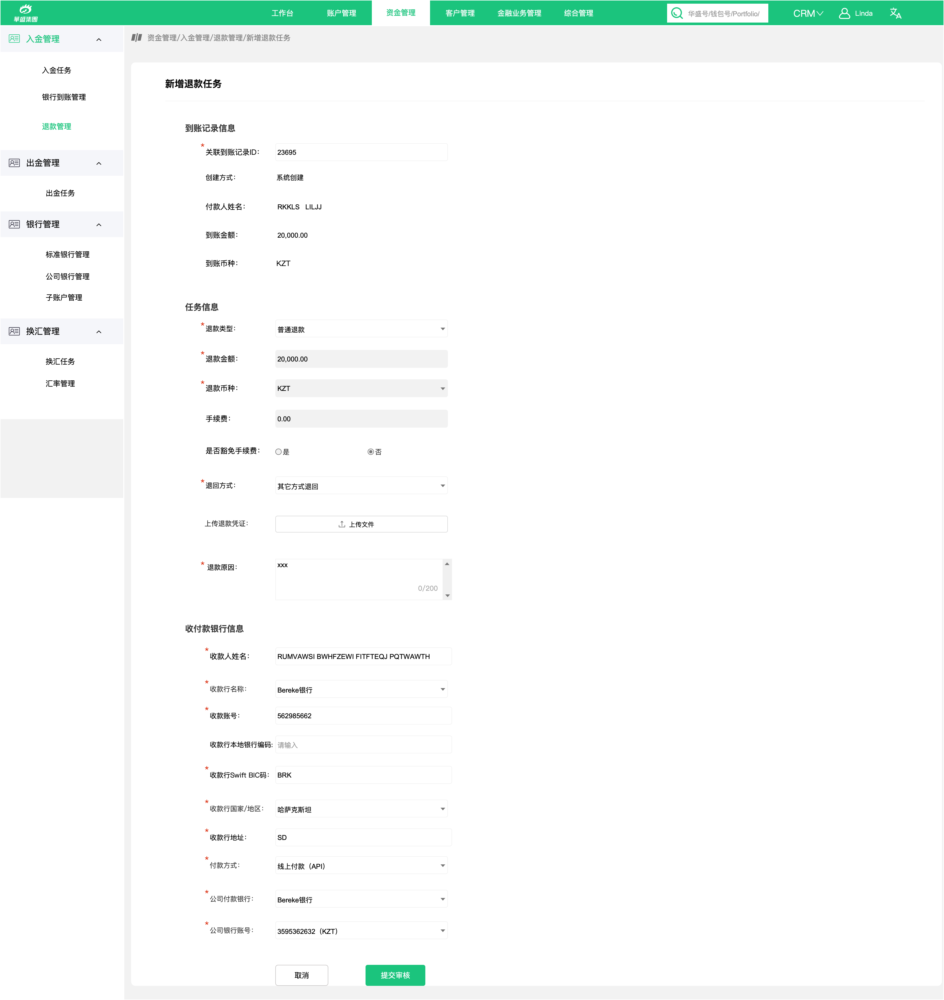 華盛集團
工作台
账户管理
资金管理
客户管理
金融业务管理
综合管理
华盛号/钱包号/Portfolio/
CRM
Linda
文A
入金管理
入金任务
银行到账管理
退款管理
出金管理
出金任务
银行管理
标准银行管理
公司银行管理
子账户管理
换汇管理
换汇任务
汇率管理
资金管理/入金管理/退款管理/新增退款任务
新增退款任务
到账记录信息
* 关联到账记录ID： 23695
创建方式： 系统创建
付款人姓名： RKKLS LILJJ
到账金额： 20,000.00
到账币种： KZT
任务信息
* 退款类型： 普通退款
* 退款金额： 20,000.00
* 退款币种： KZT
手续费： 0.00
是否豁免手续费： 是 否
* 退回方式： 其它方式退回
上传退款凭证： 上传文件
* 退款原因： xxx
0/200
收付款银行信息
* 收款人姓名： RUMVAWSI BWHFZEWI FITFTEQJ PQTWAWTH
* 收款行名称： Bereke银行
* 收款账号： 562985662
收款行本地银行编码: 请输入
* 收款行Swift BIC码： BRK
* 收款行国家/地区： 哈萨克斯坦
* 收款行地址： SD
* 付款方式： 线上付款（API）
* 公司付款银行： Bereke银行
* 公司银行账号： 3595362632（KZT）
取消
提交审核